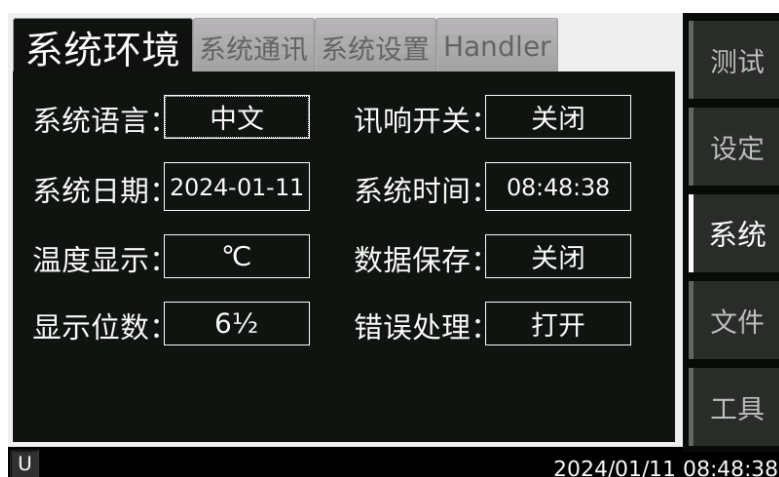 系统环境 系统通讯 系统设置 Handler
测试
系统语言： 中文 讯响开关： 关闭
设定
系统日期： 2024-01-11 系统时间： 08:48:38
系统
温度显示： ℃ 数据保存： 关闭
显示位数： 6½ 错误处理： 打开
文件
工具
U 2024/01/11 08:48:38